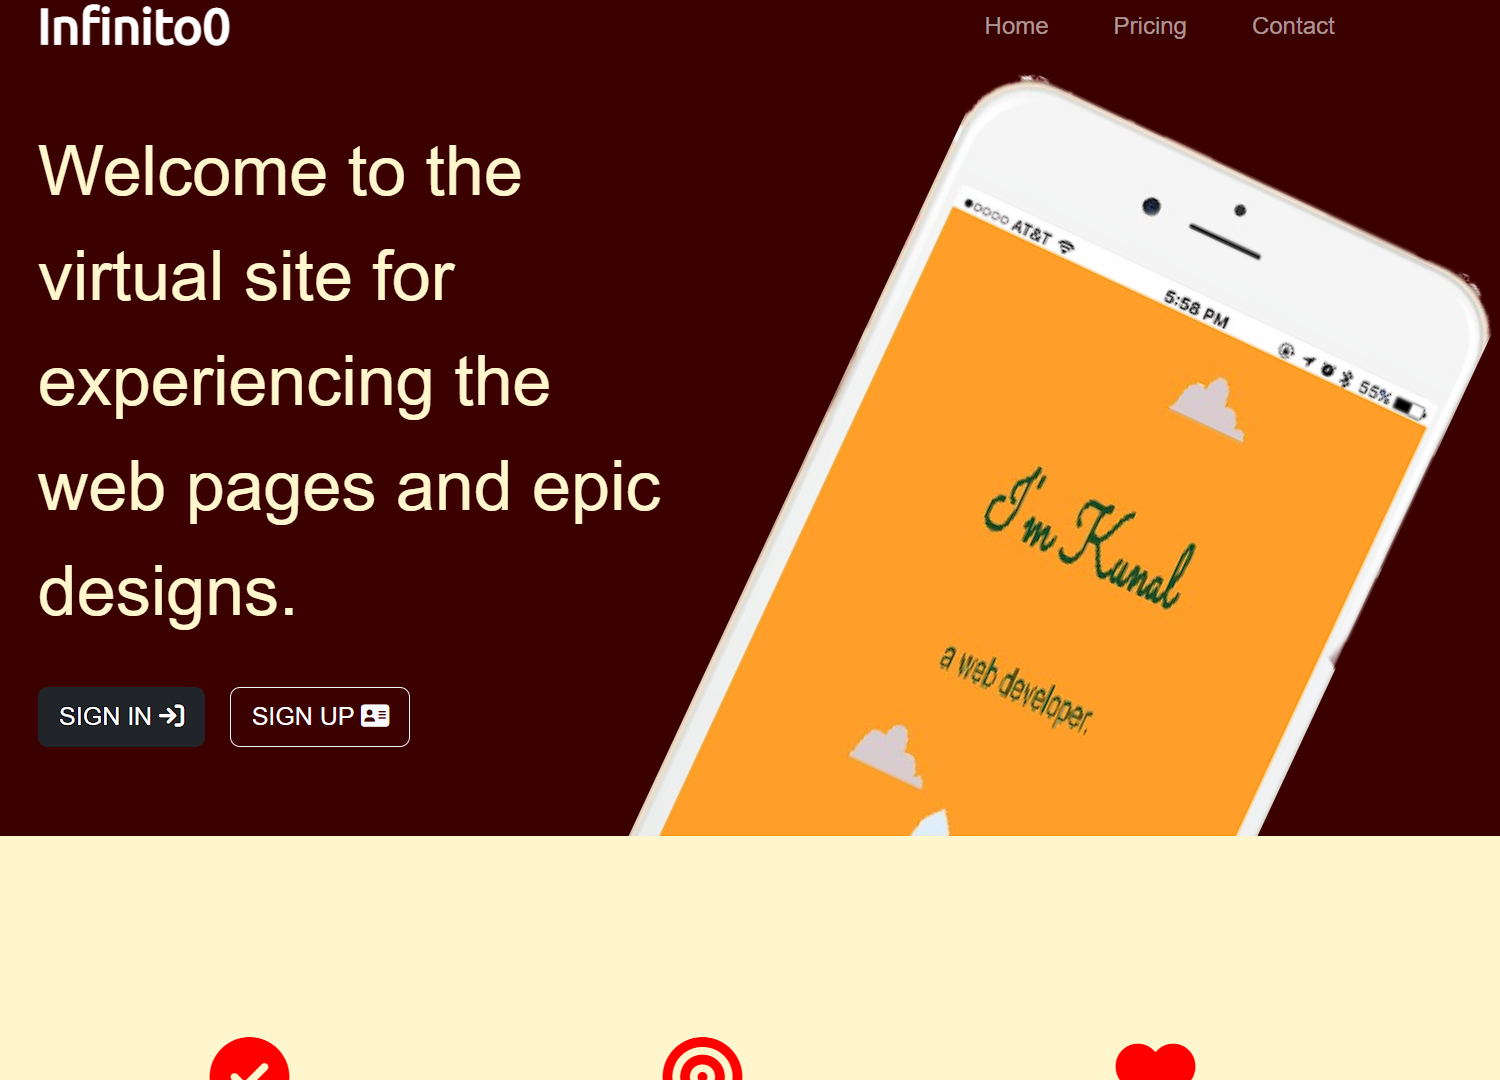 Infinito0
Home
Pricing
Contact
Welcome to the
virtual site for
experiencing the
web pages and epic
designs.
SIGN IN
SIGN UP
AT&T
5:58 PM
55%
I'm Kunal
a web developer.